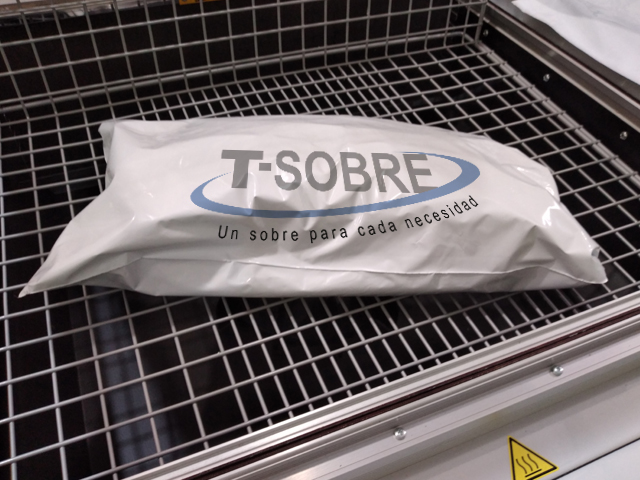 T-SOBRE
Un sobre para cada necesidad